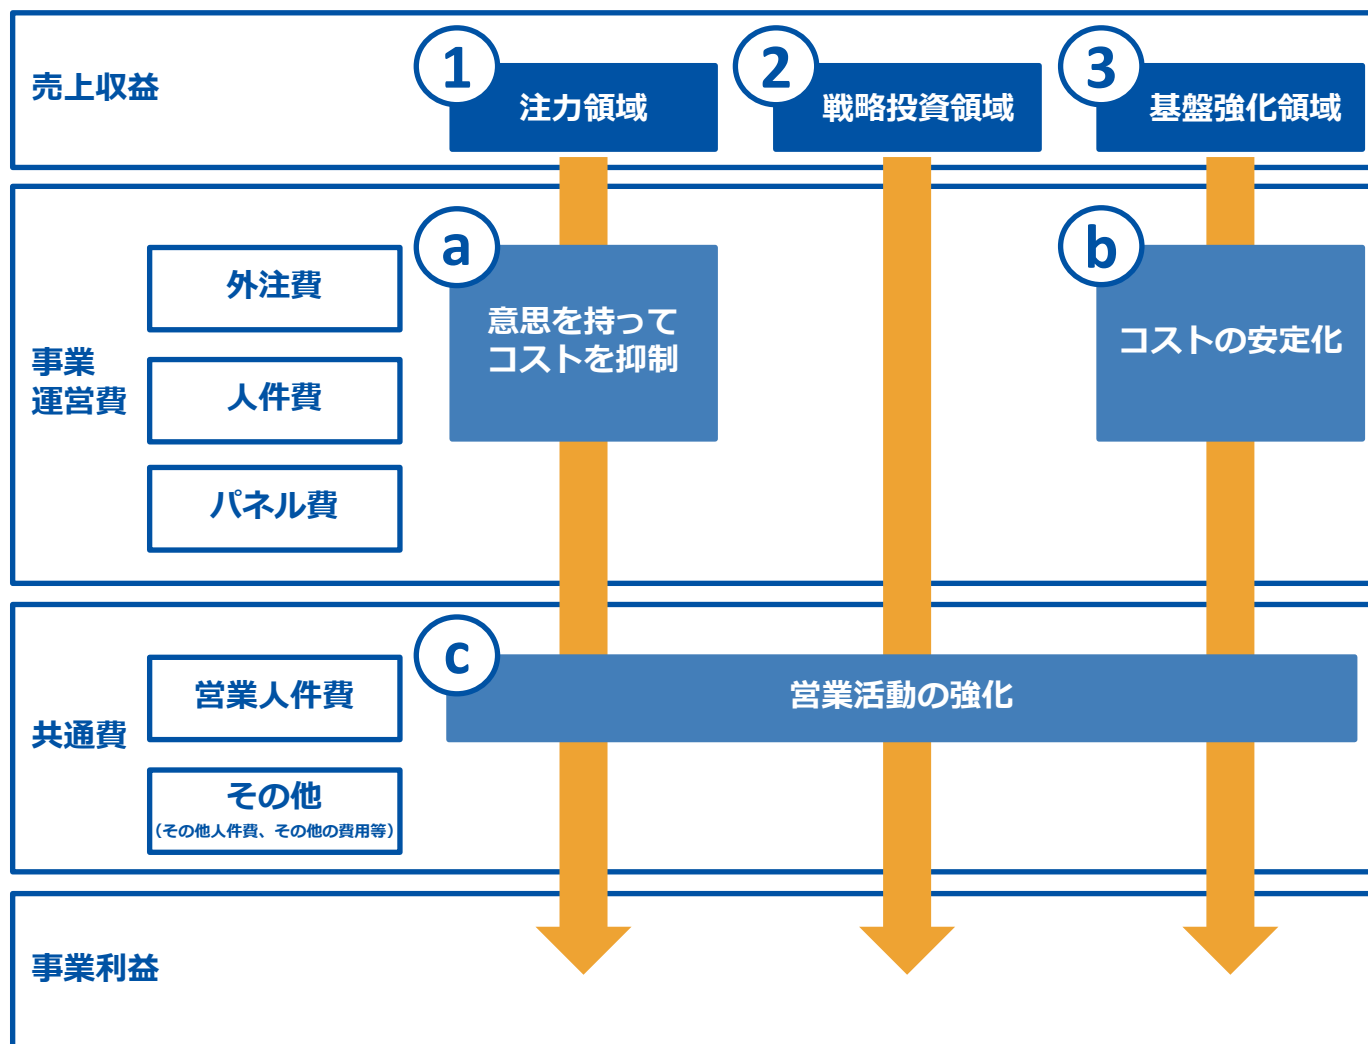 売上収益
1
注力領域
2
戦略投資領域
3
基盤強化領域
事業
運営費
外注費
人件費
パネル費
a
意思を持って
コストを抑制
b
コストの安定化
共通費
営業人件費
その他
（その他人件費、その他の費用等）
c
営業活動の強化
事業利益